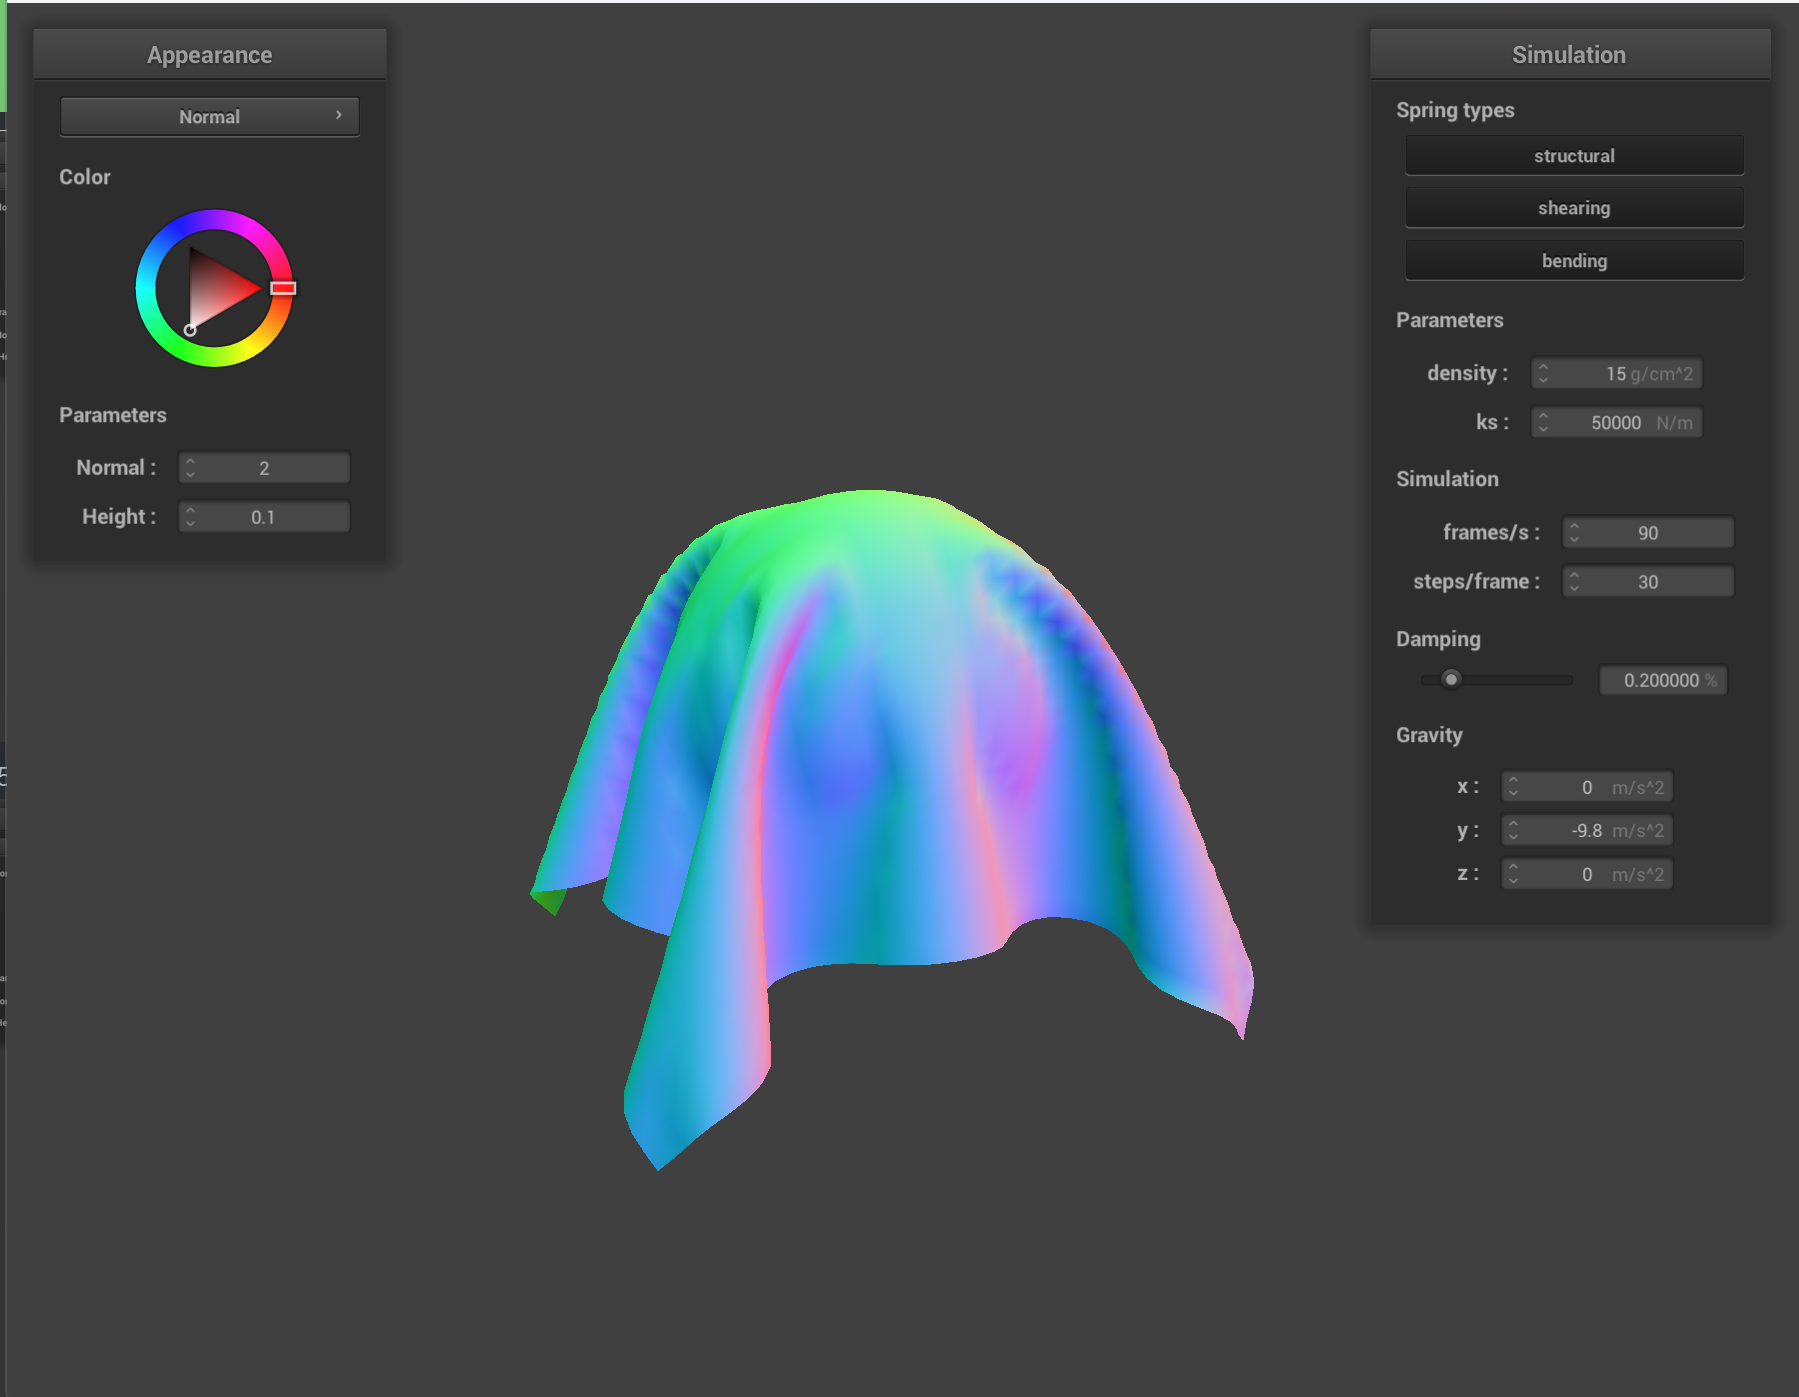 Appearance
Normal
Color
Parameters
Normal : 2
Height : 0.1
Simulation
Spring types
structural
shearing
bending
Parameters
density : 15 g/cm^2
ks : 50000 N/m
Simulation
frames/s : 90
steps/frame : 30
Damping
0.200000 %
Gravity
x : 0 m/s^2
y : -9.8 m/s^2
z : 0 m/s^2